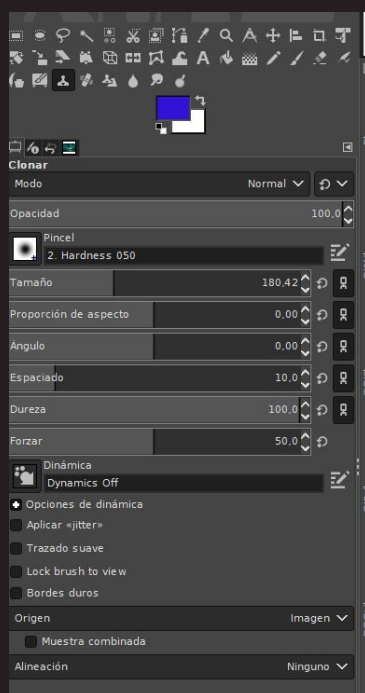 Clonar
Modo Normal
Opacidad 100,0
Pincel
2. Hardness 050
Tamaño 180,42
Proporción de aspecto 0,00
Ángulo 0,00
Espaciado 10,0
Dureza 100,0
Forzar 50,0
Dinámica
Dynamics Off
Opciones de dinámica
Aplicar «jitter»
Trazado suave
Lock brush to view
Bordes duros
Origen Imagen
Muestra combinada
Alineación Ninguno